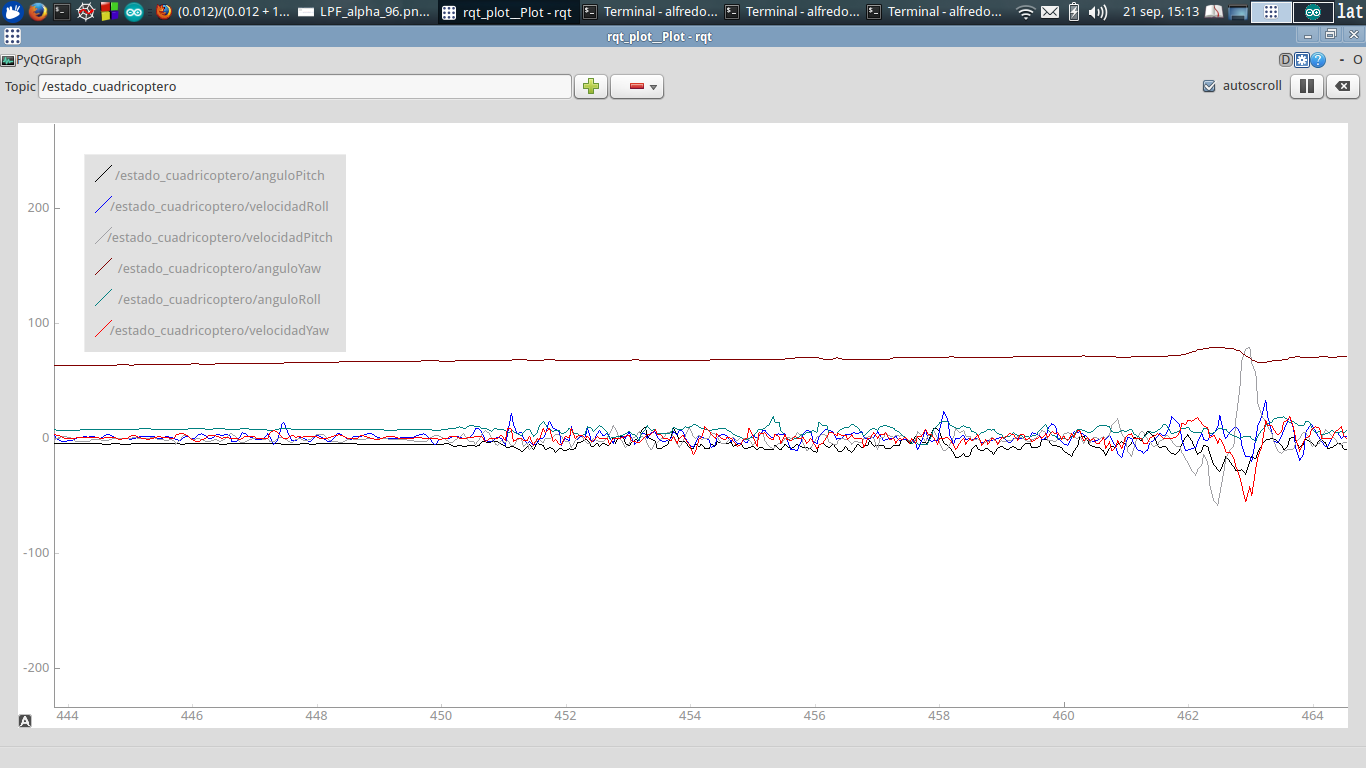 (0.012)/(0.012 + 1...
LPF_alpha_96.pn...
rqt_plot__Plot - rqt
Terminal - alfredo...
Terminal - alfredo...
Terminal - alfredo...
21 sep, 15:13
lat
rqt_plot__Plot - rqt
PyQtGraph
D
?
- O
Topic
/estado_cuadricoptero
autoscroll
/estado_cuadricoptero/anguloPitch
/estado_cuadricoptero/velocidadRoll
/estado_cuadricoptero/velocidadPitch
/estado_cuadricoptero/anguloYaw
/estado_cuadricoptero/anguloRoll
/estado_cuadricoptero/velocidadYaw
200
100
0
-100
-200
A
444 446 448 450 452 454 456 458 460 462 464